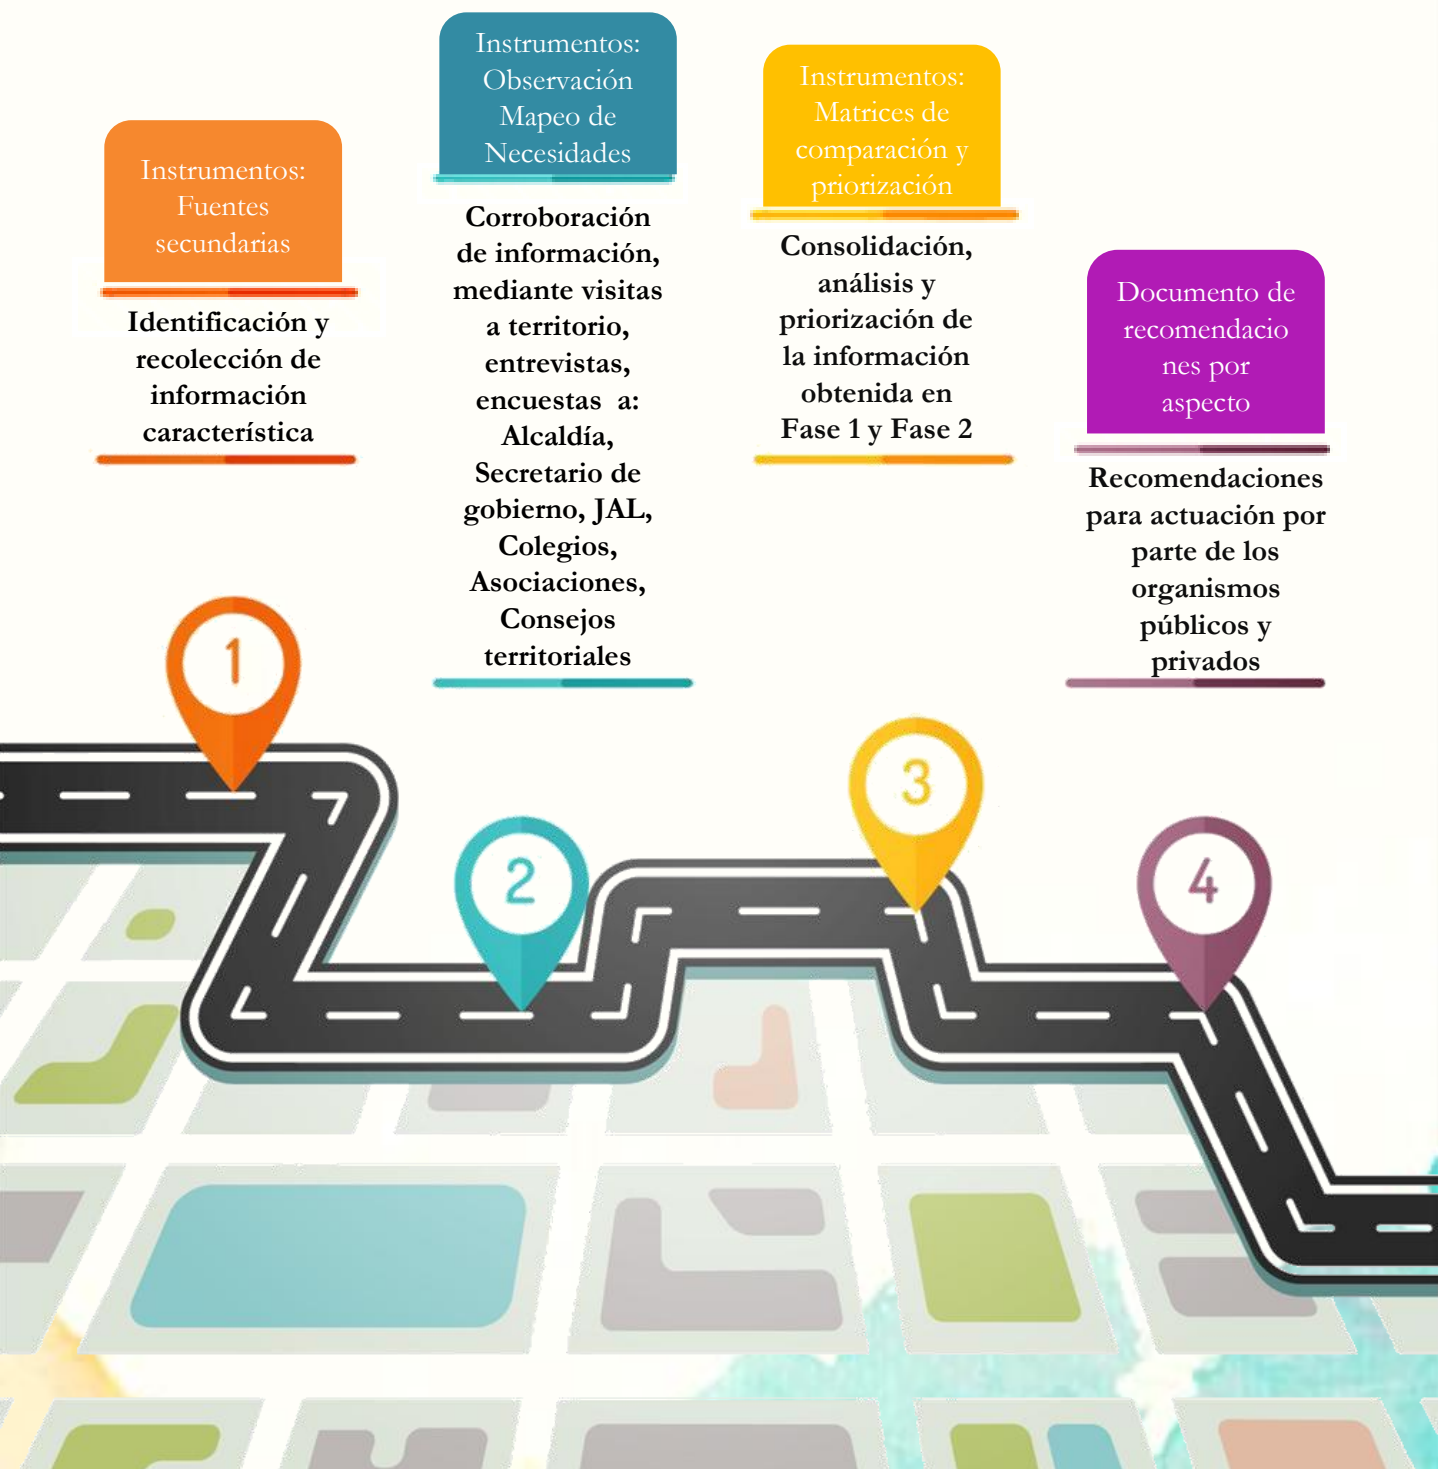 Instrumentos:
Fuentes
secundarias
Identificación y
recolección de
información
característica
Instrumentos:
Observación
Mapeo de
Necesidades
Corroboración
de información,
mediante visitas
a territorio,
entrevistas,
encuestas a:
Alcaldía,
Secretario de
gobierno, JAL,
Colegios,
Asociaciones,
Consejos
territoriales
Instrumentos:
Matrices de
comparación y
priorización
Consolidación,
análisis y
priorización de
la información
obtenida en
Fase 1 y Fase 2
Documento de
recomendacio
nes por
aspecto
Recomendaciones
para actuación por
parte de los
organismos
públicos y
privados
1
2
3
4